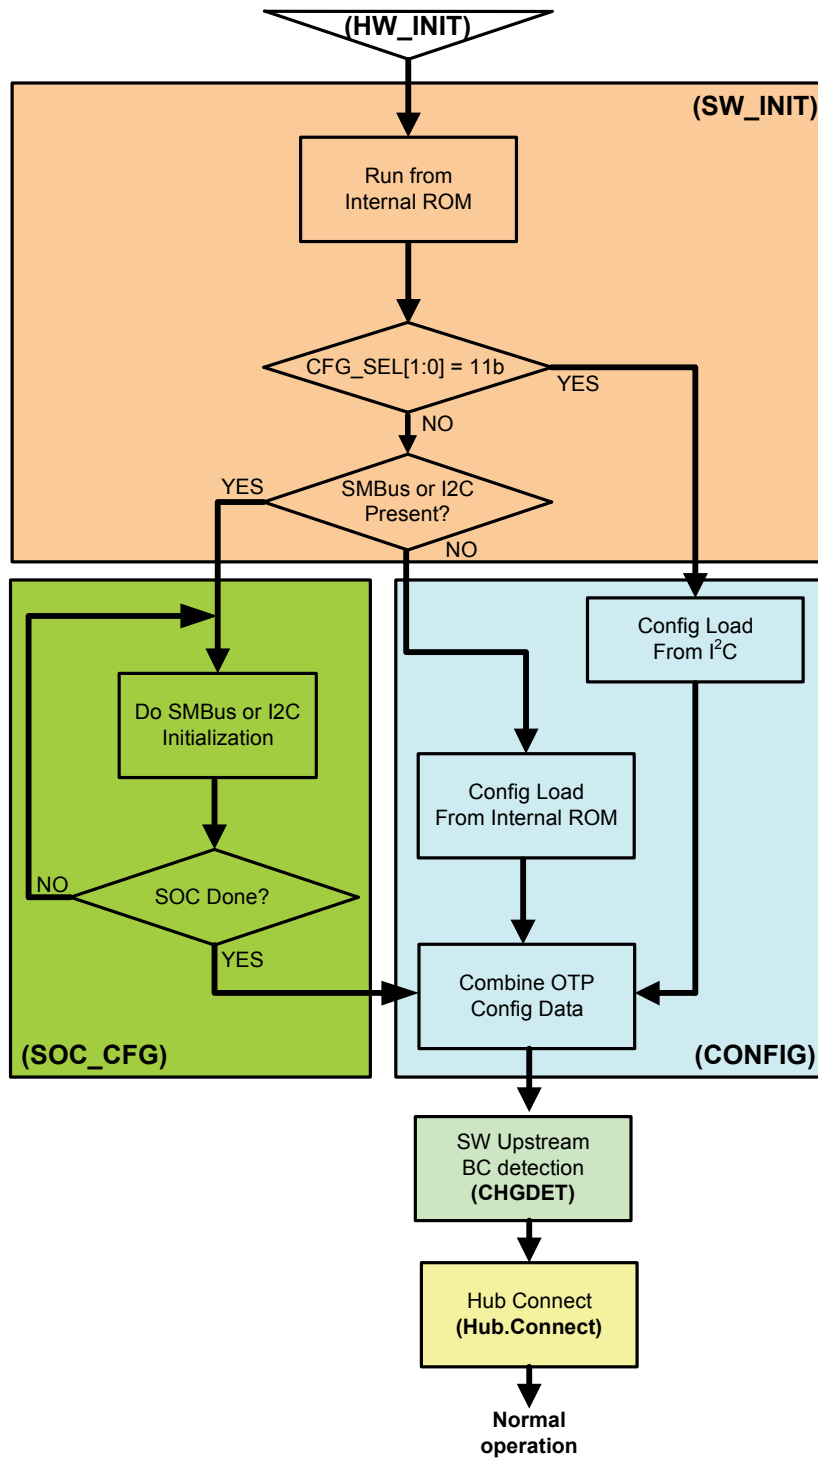 (HW_INIT)
(SW_INIT)
Run from
Internal ROM
CFG_SEL[1:0] = 11b
YES
NO
SMBus or I2C
Present?
YES
NO
Config Load
From I²C
Do SMBus or I2C
Initialization
Config Load
From Internal ROM
SOC Done?
NO
YES
Combine OTP
Config Data
(SOC_CFG)
(CONFIG)
SW Upstream
BC detection
(CHGDET)
Hub Connect
(Hub.Connect)
Normal
operation